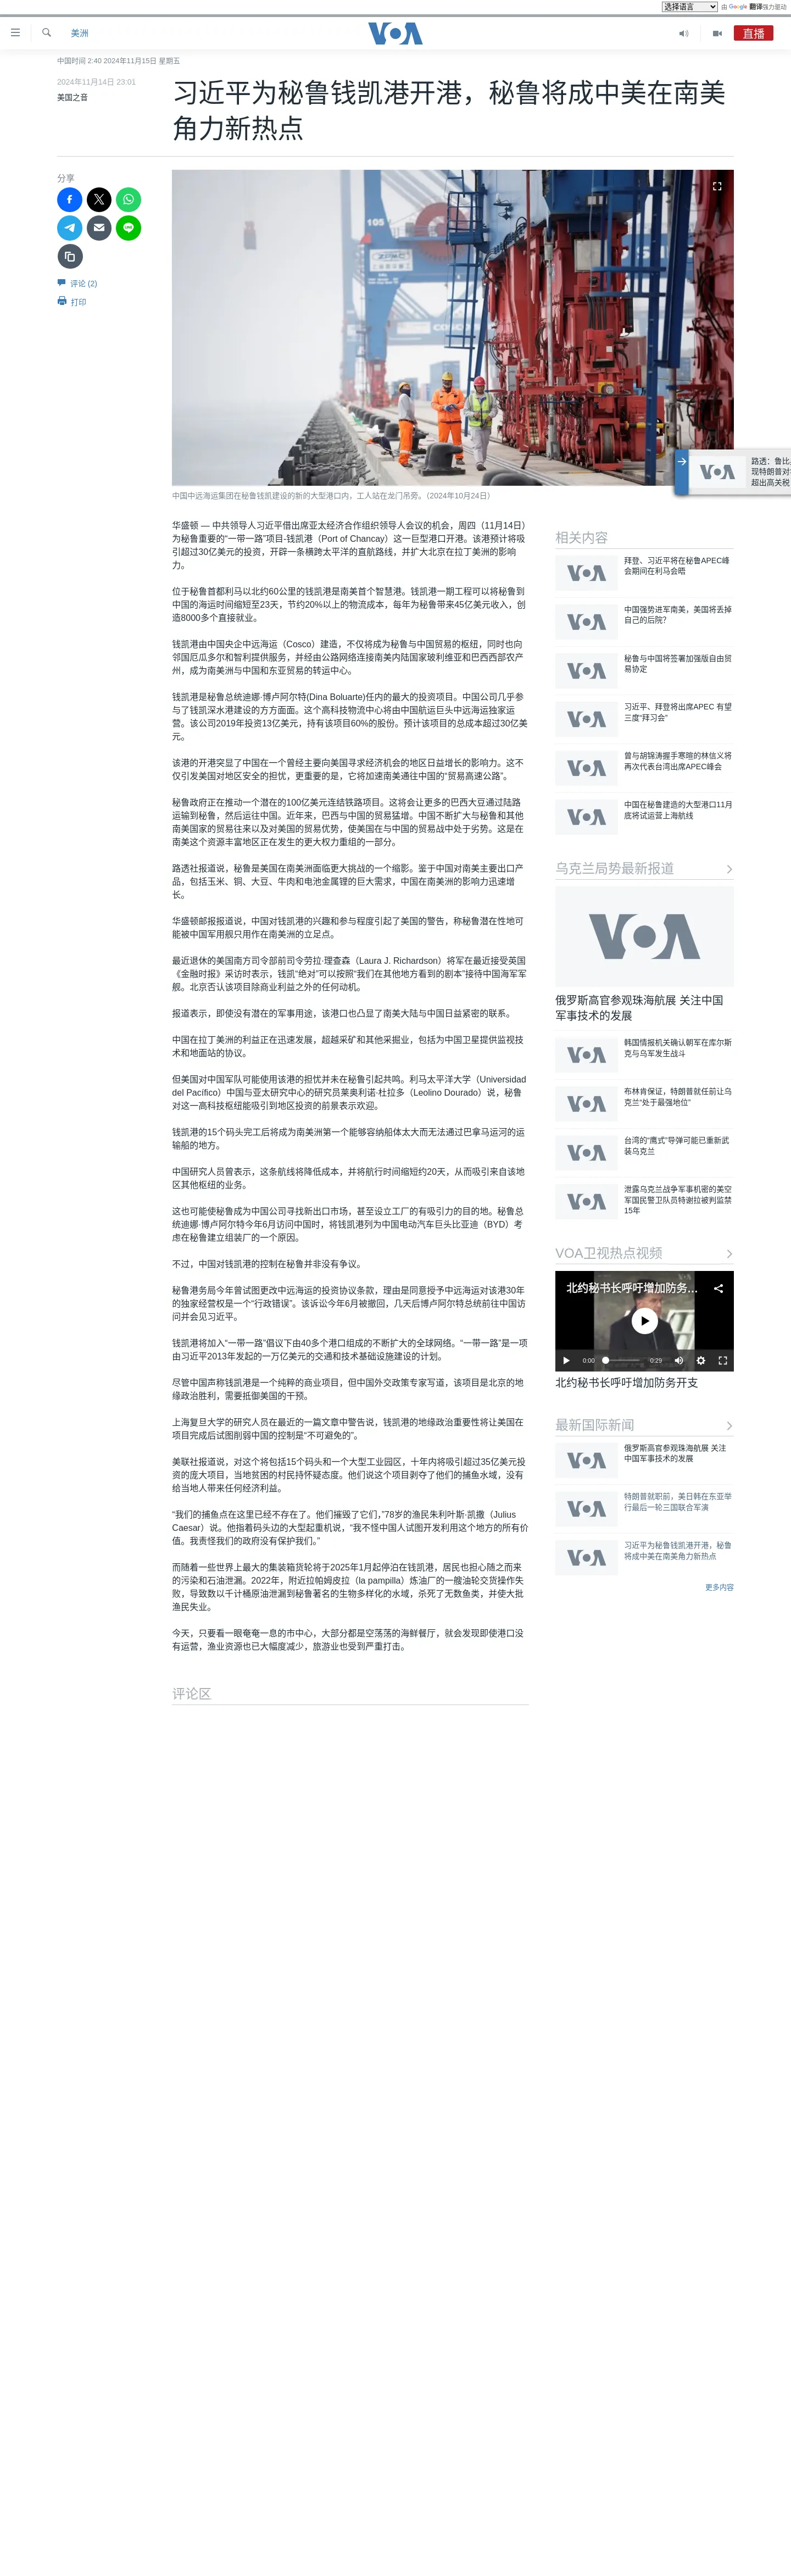 选择语言
由 Google 翻译强力驱动
美洲
VOA
直播
中国时间 2:40 2024年11月15日 星期五
2024年11月14日 23:01
美国之音
习近平为秘鲁钱凯港开港，秘鲁将成中美在南美
角力新热点
分享
评论 (2)
打印
105
COSCO
中国中远海运集团在秘鲁钱凯建设的新的大型港口内，工人站在龙门吊旁。（2024年10月24日）
华盛顿 — 中共领导人习近平借出席亚太经济合作组织领导人会议的机会，周四（11月14日）
为秘鲁重要的“一带一路”项目-钱凯港（Port of Chancay）这一巨型港口开港。该港预计将吸
引超过30亿美元的投资，开辟一条横跨太平洋的直航路线，并扩大北京在拉丁美洲的影响
力。
位于秘鲁首都利马以北约60公里的钱凯港是南美首个智慧港。钱凯港一期工程可以将秘鲁到
中国的海运时间缩短至23天，节约20%以上的物流成本，每年为秘鲁带来45亿美元收入，创
造8000多个直接就业。
钱凯港由中国央企中远海运（Cosco）建造，不仅将成为秘鲁与中国贸易的枢纽，同时也向
邻国厄瓜多尔和智利提供服务，并经由公路网络连接南美内陆国家玻利维亚和巴西西部农产
州，成为南美洲与中国和东亚贸易的转运中心。
钱凯港是秘鲁总统迪娜·博卢阿尔特(Dina Boluarte)任内的最大的投资项目。中国公司几乎参
与了钱凯深水港建设的方方面面。这个高科技物流中心将由中国航运巨头中远海运独家运
营。该公司2019年投资13亿美元，持有该项目60%的股份。预计该项目的总成本超过30亿美
元。
该港的开港突显了中国在一个曾经主要向美国寻求经济机会的地区日益增长的影响力。这不
仅引发美国对地区安全的担忧，更重要的是，它将加速南美通往中国的“贸易高速公路”。
秘鲁政府正在推动一个潜在的100亿美元连结铁路项目。这将会让更多的巴西大豆通过陆路
运输到秘鲁，然后运往中国。近年来，巴西与中国的贸易猛增。中国不断扩大与秘鲁和其他
南美国家的贸易往来以及对美国的贸易优势，使美国在与中国的贸易战中处于劣势。这是在
南美这个资源丰富地区正在发生的更大权力重组的一部分。
路透社报道说，秘鲁是美国在南美洲面临更大挑战的一个缩影。鉴于中国对南美主要出口产
品，包括玉米、铜、大豆、牛肉和电池金属锂的巨大需求，中国在南美洲的影响力迅速增
长。
华盛顿邮报报道说，中国对钱凯港的兴趣和参与程度引起了美国的警告，称秘鲁潜在性地可
能被中国军用舰只用作在南美洲的立足点。
最近退休的美国南方司令部前司令劳拉·理查森（Laura J. Richardson）将军在最近接受英国
《金融时报》采访时表示，钱凯“绝对”可以按照“我们在其他地方看到的剧本”接待中国海军军
舰。北京否认该项目除商业利益之外的任何动机。
报道表示，即使没有潜在的军事用途，该港口也凸显了南美大陆与中国日益紧密的联系。
中国在拉丁美洲的利益正在迅速发展，超越采矿和其他采掘业，包括为中国卫星提供监视技
术和地面站的协议。
但美国对中国军队可能使用该港的担忧并未在秘鲁引起共鸣。利马太平洋大学（Universidad
del Pacífico）中国与亚太研究中心的研究员莱奥利诺·杜拉多（Leolino Dourado）说，秘鲁
对这一高科技枢纽能吸引到地区投资的前景表示欢迎。
钱凯港的15个码头完工后将成为南美洲第一个能够容纳船体太大而无法通过巴拿马运河的运
输船的地方。
中国研究人员曾表示，这条航线将降低成本，并将航行时间缩短约20天，从而吸引来自该地
区其他枢纽的业务。
这也可能使秘鲁成为中国公司寻找新出口市场，甚至设立工厂的有吸引力的目的地。秘鲁总
统迪娜·博卢阿尔特今年6月访问中国时，将钱凯港列为中国电动汽车巨头比亚迪（BYD）考
虑在秘鲁建立组装厂的一个原因。
不过，中国对钱凯港的控制在秘鲁并非没有争议。
秘鲁港务局今年曾试图更改中远海运的投资协议条款，理由是同意授予中远海运对该港30年
的独家经营权是一个“行政错误”。该诉讼今年6月被撤回，几天后博卢阿尔特总统前往中国访
问并会见习近平。
钱凯港将加入“一带一路”倡议下由40多个港口组成的不断扩大的全球网络。“一带一路”是一项
由习近平2013年发起的一万亿美元的交通和技术基础设施建设的计划。
尽管中国声称钱凯港是一个纯粹的商业项目，但中国外交政策专家写道，该项目是北京的地
缘政治胜利，需要抵御美国的干预。
上海复旦大学的研究人员在最近的一篇文章中警告说，钱凯港的地缘政治重要性将让美国在
项目完成后试图削弱中国的控制是“不可避免的”。
美联社报道说，对这个将包括15个码头和一个大型工业园区，十年内将吸引超过35亿美元投
资的庞大项目，当地贫困的村民持怀疑态度。他们说这个项目剥夺了他们的捕鱼水域，没有
给当地人带来任何经济利益。
“我们的捕鱼点在这里已经不存在了。他们摧毁了它们，”78岁的渔民朱利叶斯·凯撒（Julius
Caesar）说。他指着码头边的大型起重机说，“我不怪中国人试图开发利用这个地方的所有价
值。我责怪我们的政府没有保护我们。”
而随着一些世界上最大的集装箱货轮将于2025年1月起停泊在钱凯港，居民也担心随之而来
的污染和石油泄漏。2022年，附近拉帕姆皮拉（la pampilla）炼油厂的一艘油轮交货操作失
败，导致数以千计桶原油泄漏到秘鲁著名的生物多样化的水域，杀死了无数鱼类，并使大批
渔民失业。
今天，只要看一眼奄奄一息的市中心，大部分都是空荡荡的海鲜餐厅，就会发现即使港口没
有运营，渔业资源也已大幅度减少，旅游业也受到严重打击。
评论区
VOA
路透：鲁比
现特朗普对
超出高关税
相关内容
VOA
拜登、习近平将在秘鲁APEC峰
会期间在利马会晤
VOA
中国强势进军南美，美国将丢掉
自己的后院？
VOA
秘鲁与中国将签署加强版自由贸
易协定
VOA
习近平、拜登将出席APEC 有望
三度“拜习会”
VOA
曾与胡锦涛握手寒暄的林信义将
再次代表台湾出席APEC峰会
VOA
中国在秘鲁建造的大型港口11月
底将试运营上海航线
乌克兰局势最新报道
VOA
俄罗斯高官参观珠海航展 关注中国
军事技术的发展
VOA
韩国情报机关确认朝军在库尔斯
克与乌军发生战斗
VOA
布林肯保证，特朗普就任前让乌
克兰“处于最强地位”
VOA
台湾的“鹰式”导弹可能已重新武
装乌克兰
VOA
泄露乌克兰战争军事机密的美空
军国民警卫队员特谢拉被判监禁
15年
VOA卫视热点视频
北约秘书长呼吁增加防务...
0:00
0:29
北约秘书长呼吁增加防务开支
最新国际新闻
VOA
俄罗斯高官参观珠海航展 关注
中国军事技术的发展
VOA
特朗普就职前，美日韩在东亚举
行最后一轮三国联合军演
VOA
习近平为秘鲁钱凯港开港，秘鲁
将成中美在南美角力新热点
更多内容